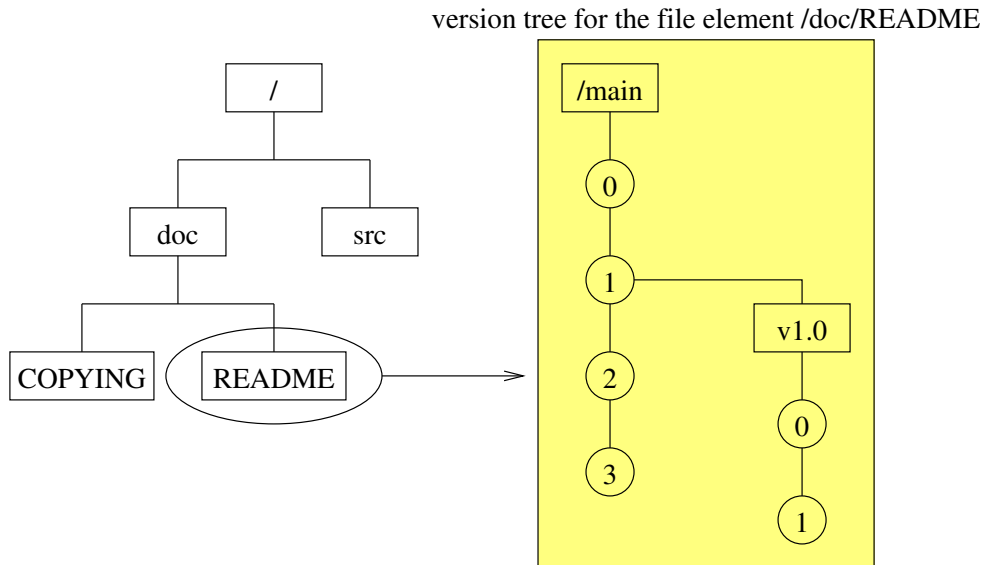 version tree for the file element /doc/README
/
/main
0
doc
src
1
v1.0
COPYING
README
2
0
3
1